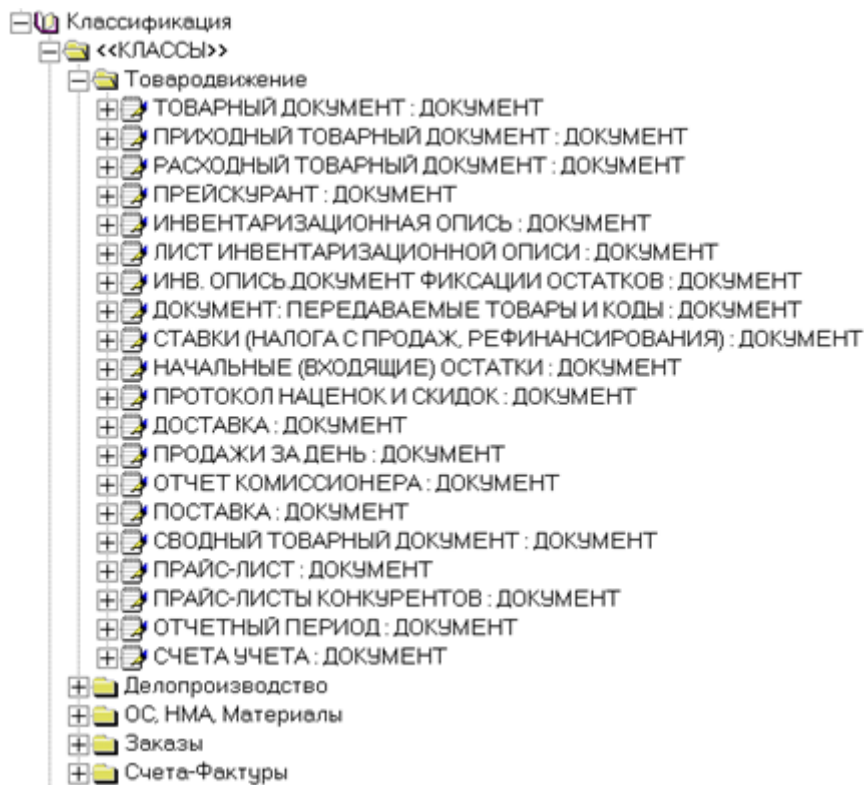 Классификация
<<КЛАССЫ>>
Товародвижение
ТОВАРНЫЙ ДОКУМЕНТ : ДОКУМЕНТ
ПРИХОДНЫЙ ТОВАРНЫЙ ДОКУМЕНТ : ДОКУМЕНТ
РАСХОДНЫЙ ТОВАРНЫЙ ДОКУМЕНТ : ДОКУМЕНТ
ПРЕЙСКУРАНТ : ДОКУМЕНТ
ИНВЕНТАРИЗАЦИОННАЯ ОПИСЬ : ДОКУМЕНТ
ЛИСТ ИНВЕНТАРИЗАЦИОННОЙ ОПИСИ : ДОКУМЕНТ
ИНВ. ОПИСЬ.ДОКУМЕНТ ФИКСАЦИИ ОСТАТКОВ : ДОКУМЕНТ
ДОКУМЕНТ: ПЕРЕДАВАЕМЫЕ ТОВАРЫ И КОДЫ : ДОКУМЕНТ
СТАВКИ (НАЛОГА С ПРОДАЖ, РЕФИНАНСИРОВАНИЯ) : ДОКУМЕНТ
НАЧАЛЬНЫЕ (ВХОДЯЩИЕ) ОСТАТКИ : ДОКУМЕНТ
ПРОТОКОЛ НАЦЕНОК И СКИДОК : ДОКУМЕНТ
ДОСТАВКА : ДОКУМЕНТ
ПРОДАЖИ ЗА ДЕНЬ : ДОКУМЕНТ
ОТЧЕТ КОМИССИОНЕРА : ДОКУМЕНТ
ПОСТАВКА : ДОКУМЕНТ
СВОДНЫЙ ТОВАРНЫЙ ДОКУМЕНТ : ДОКУМЕНТ
ПРАЙС-ЛИСТ : ДОКУМЕНТ
ПРАЙС-ЛИСТЫ КОНКУРЕНТОВ : ДОКУМЕНТ
ОТЧЕТНЫЙ ПЕРИОД : ДОКУМЕНТ
СЧЕТА УЧЕТА : ДОКУМЕНТ
Делопроизводство
ОС, НМА, Материалы
Заказы
Счета-Фактуры